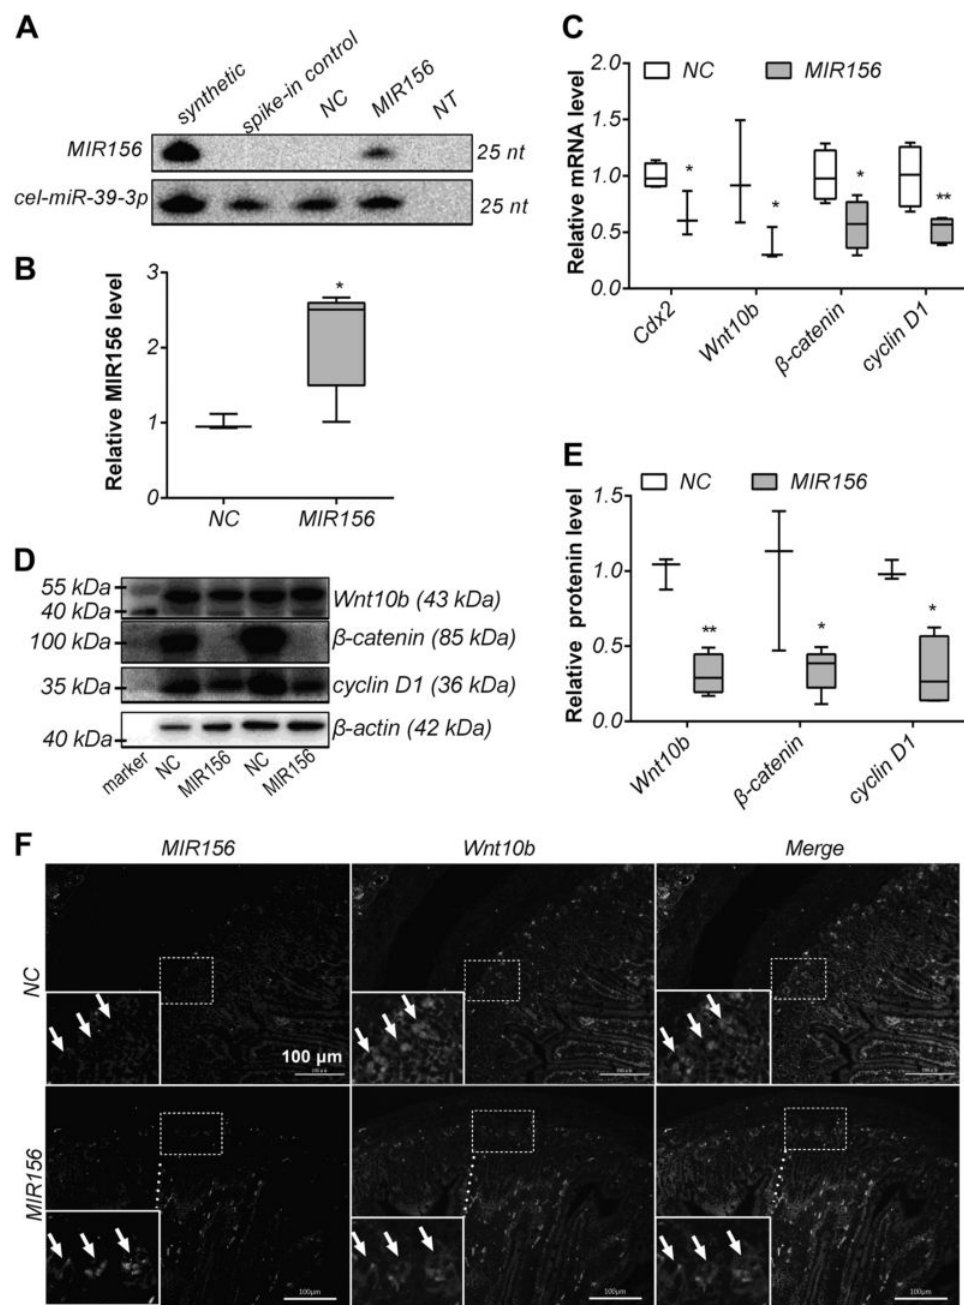 A
synthetic
spike-in control
NC
MIR156
NT
MIR156
25 nt
cel-miR-39-3p
25 nt
B
Relative MIR156 level
3
2
1
0
*
NC
MIR156
C
NC
MIR156
Relative mRNA level
2.0
1.5
1.0
0.5
0.0
*
*
*
**
Cdx2
Wnt10b
β-catenin
cyclin D1
D
55 kDa
40 kDa
Wnt10b (43 kDa)
100 kDa
β-catenin (85 kDa)
35 kDa
cyclin D1 (36 kDa)
40 kDa
β-actin (42 kDa)
marker
NC
MIR156
NC
MIR156
E
NC
MIR156
Relative protenin level
1.5
1.0
0.5
0.0
**
*
*
Wnt10b
β-catenin
cyclin D1
F
MIR156
Wnt10b
Merge
NC
100 µm
MIR156
100µm
100µm
100µm